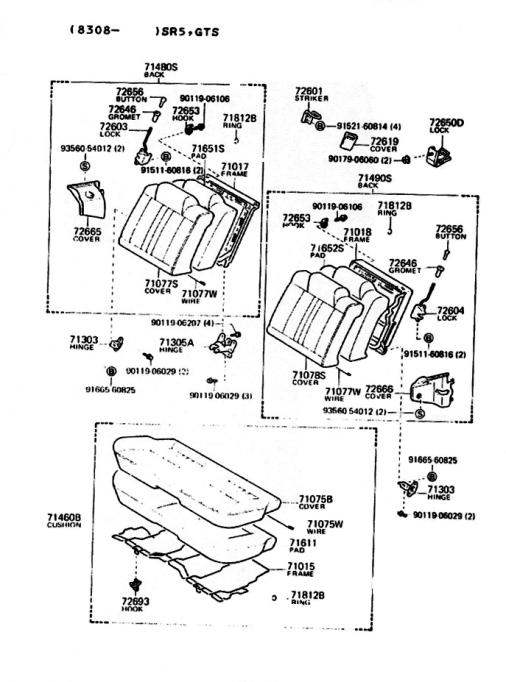 (8308-        )SR5,GTS
71480S
BACK
72656
BUTTON
72646
GROMET
72603
LOCK
90119-06106
72653
HOOK
71812B
RING
93560-54012 (2)
S
B
91511-60816 (2)
71651S
PAD
71017
FRAME
72665
COVER
71077S
COVER
71077W
WIRE
72601
STRIKER
B 91521-60814 (4)
72619
COVER
90179-06060 (2)
72650D
LOCK
71490S
BACK
90119-06106
71812B
RING
72653
HOOK
71018
FRAME
71652S
PAD
72656
BUTTON
72646
GROMET
72604
LOCK
B
91511-60816 (2)
71078S
COVER
71077W
WIRE
72666
COVER
93560-54012 (2)
S
90119-06207 (4)
71303
HINGE
71305A
HINGE
90119-06029 (2)
B
91665-60825
90119-06029 (3)
91665-60825
B
71303
HINGE
90119-06029 (2)
71460B
CUSHION
71075B
COVER
71075W
WIRE
71611
PAD
71015
FRAME
72693
HOOK
71812B
RING